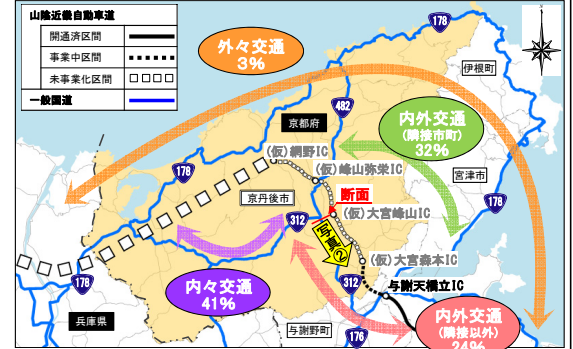 山陰近畿自動車道
開通済区間
事業中区間
未事業化区間
一般国道
外々交通
3%
178
伊根町
482
京都府
内外交通
(隣接市町)
32%
(仮)網野IC
178
(仮)峰山弥栄IC
宮津市
京丹後市
断面
178
312
(仮)大宮峰山IC
写真②
(仮)大宮森本IC
178
内々交通
41%
312
与謝天橋立IC
兵庫県
与謝野町
176
内外交通
(隣接以外)
24%